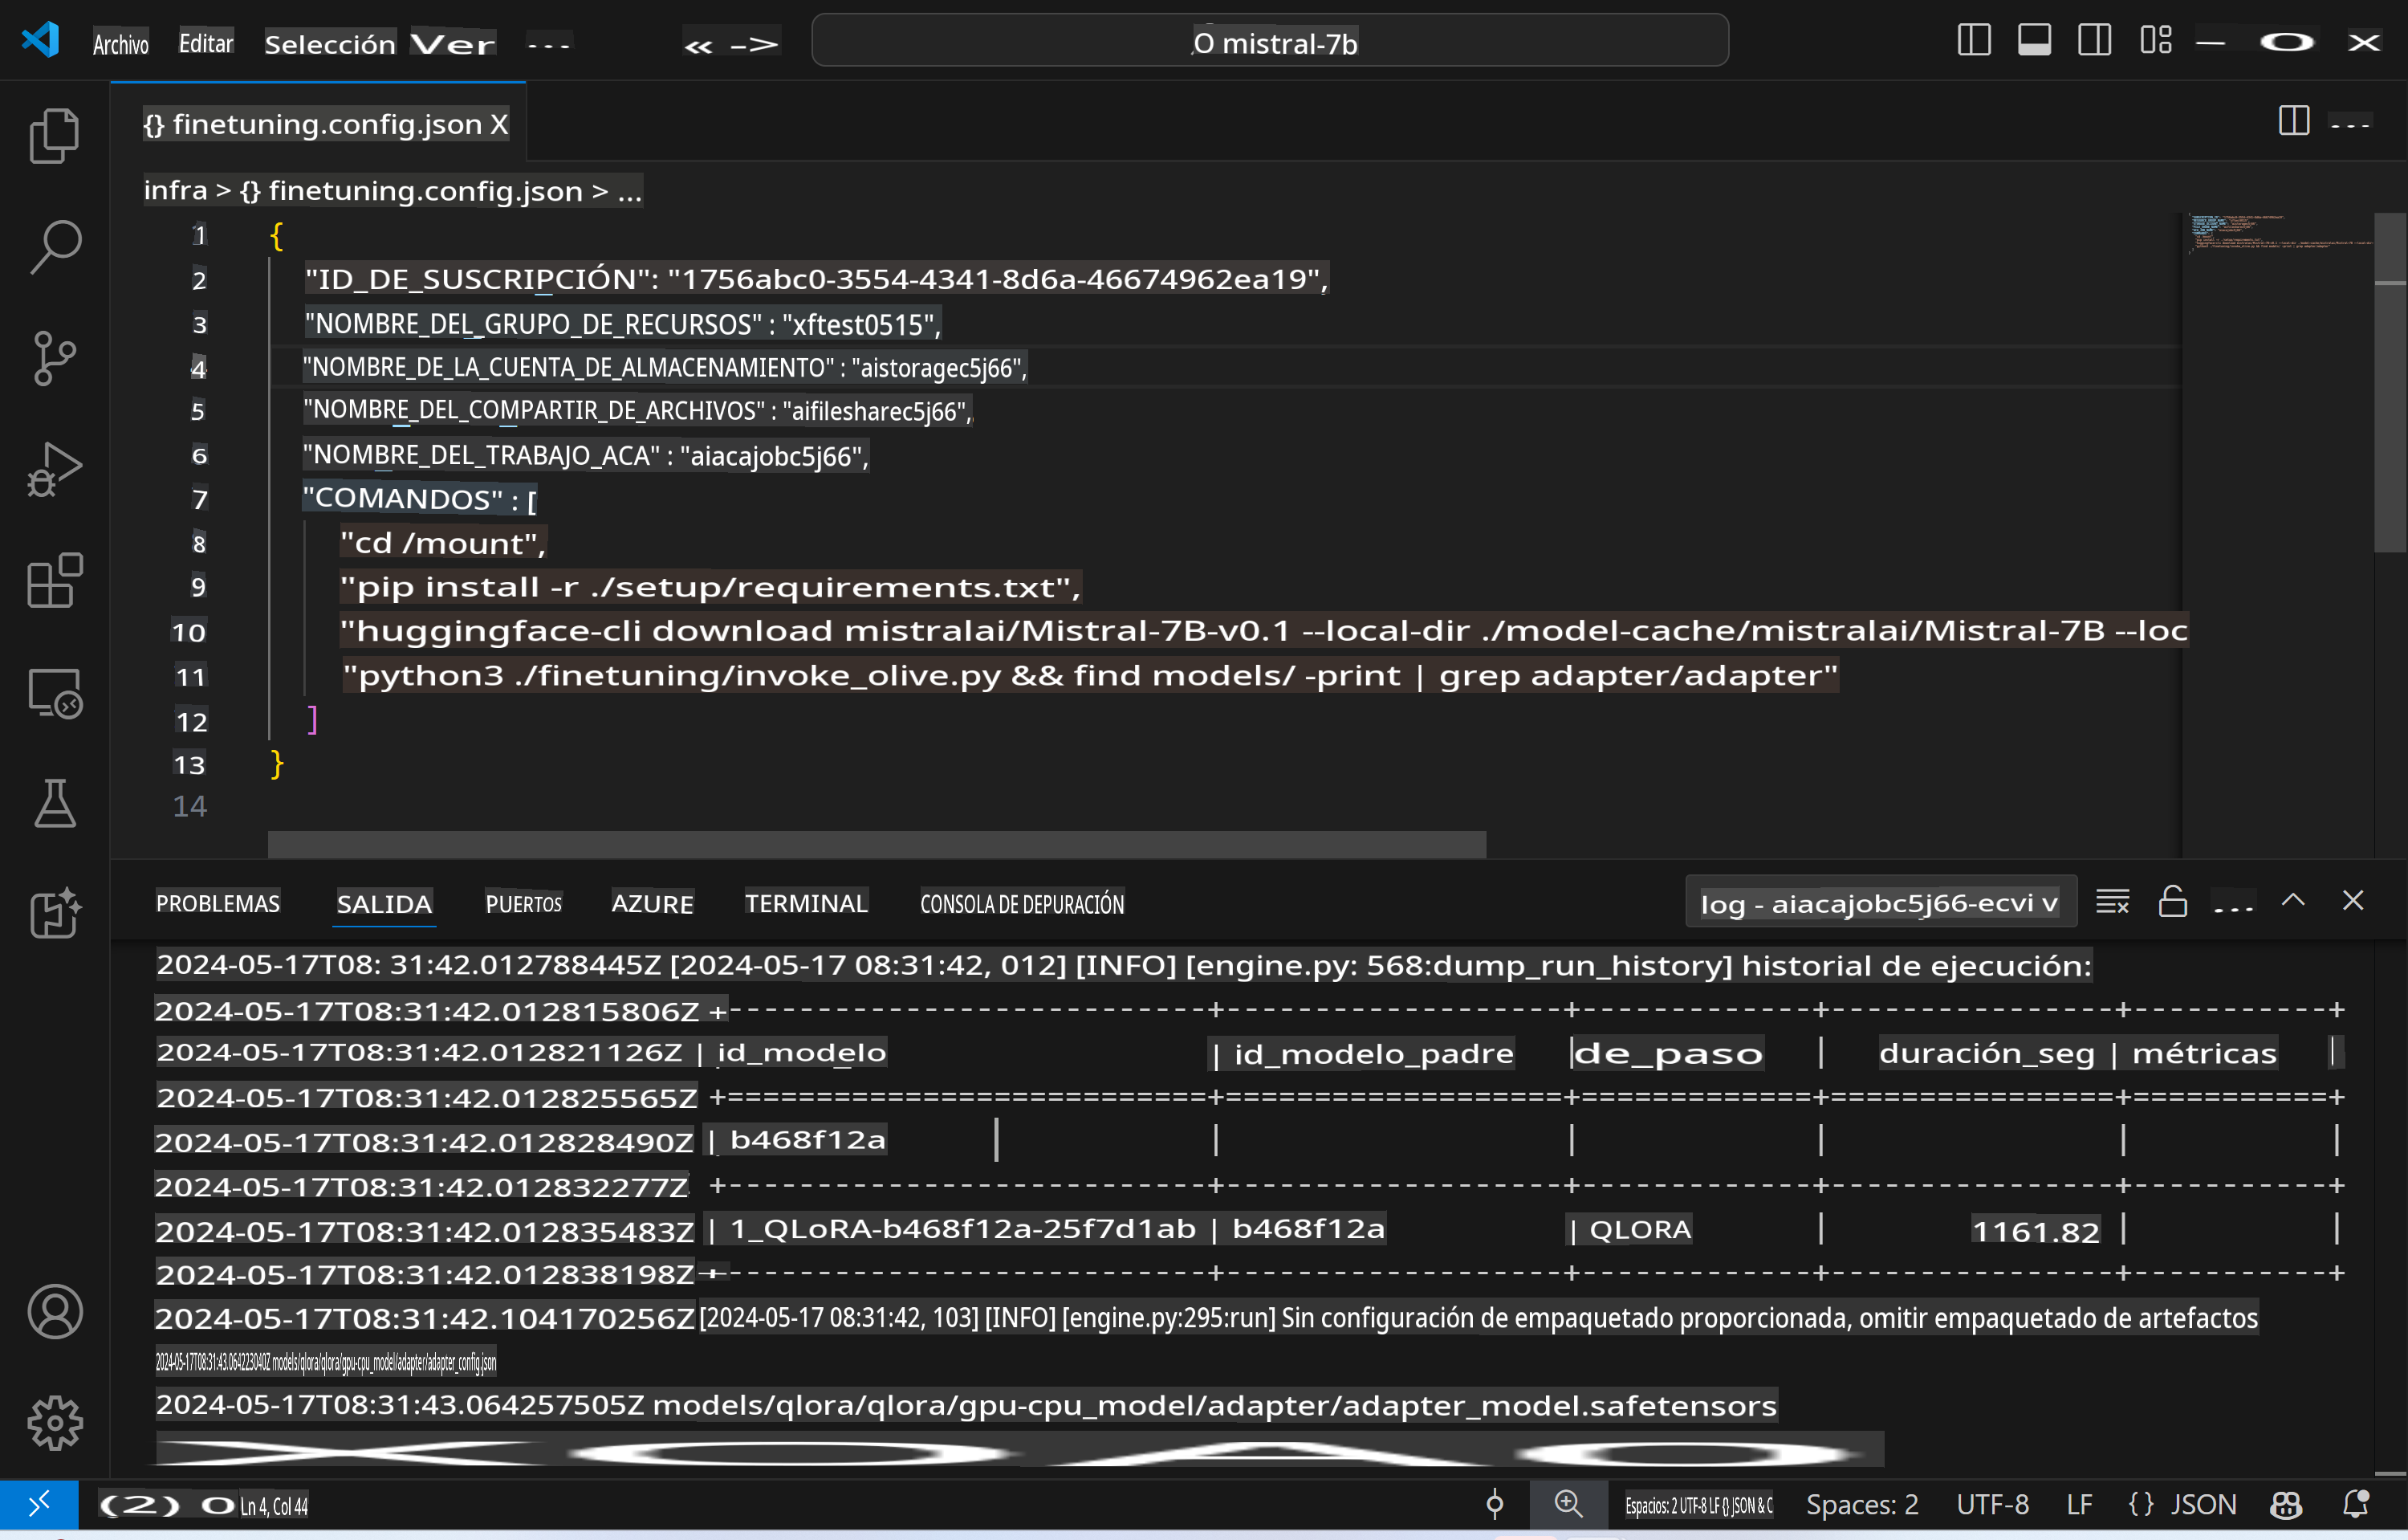 Archivo Editar Selección Ver ... mistral-7b
{} finetuning.config.json X
infra > {} finetuning.config.json > ...
1 {
2 "ID_DE_SUSCRIPCIÓN": "1756abc0-3554-4341-8d6a-46674962ea19",
3 "NOMBRE_DEL_GRUPO_DE_RECURSOS" : "xftest0515",
4 "NOMBRE_DE_LA_CUENTA_DE_ALMACENAMIENTO" : "aistoragec5j66",
5 "NOMBRE_DEL_COMPARTIR_DE_ARCHIVOS" : "aifilesharec5j66",
6 "NOMBRE_DEL_TRABAJO_ACA" : "aiacajobc5j66",
7 "COMANDOS" : [
8 "cd /mount",
9 "pip install -r ./setup/requirements.txt",
10 "huggingface-cli download mistralai/Mistral-7B-v0.1 --local-dir ./model-cache/mistralai/Mistral-7B --loc
11 "python3 ./finetuning/invoke_olive.py && find models/ -print | grep adapter/adapter"
12 ]
13 }
14
PROBLEMAS SALIDA PUERTOS AZURE TERMINAL CONSOLA DE DEPURACIÓN log - aiacajobc5j66-ecvi v
2024-05-17T08: 31:42.012788445Z [2024-05-17 08:31:42, 012] [INFO] [engine.py: 568:dump_run_history] historial de ejecución:
2024-05-17T08:31:42.012815806Z +---------------------------+--------------------+--------------+----------------+-----------+
2024-05-17T08:31:42.012821126Z | id_modelo | id_modelo_padre |de_paso | duración_seg | métricas |
2024-05-17T08:31:42.012825565Z +===========================+===================+=============+================+===========+
2024-05-17T08:31:42.012828490Z | b468f12a | | | | | |
2024-05-17T08:31:42.012832277Z +---------------------------+-------------------+-------------+----------------+-----------+
2024-05-17T08:31:42.012835483Z | 1_QLoRA-b468f12a-25f7d1ab | b468f12a | QLORA | 1161.82 | |
2024-05-17T08:31:42.012838198Z +---------------------------+-------------------+-------------+----------------+-----------+
2024-05-17T08:31:42.104170256Z [2024-05-17 08:31:42, 103] [INFO] [engine.py:295:run] Sin configuración de empaquetado proporcionada, omitir empaquetado de artefactos
2024-05-17T08:31:43.064223040Z models/qlora/qlora/gpu-cpu_model/adapter/adapter_config.json
2024-05-17T08:31:43.064257505Z models/qlora/qlora/gpu-cpu_model/adapter/adapter_model.safetensors
(2) O Ln 4, Col 44 Espacios: 2 UTF-8 LF {} JSON & C Spaces: 2 UTF-8 LF {} JSON